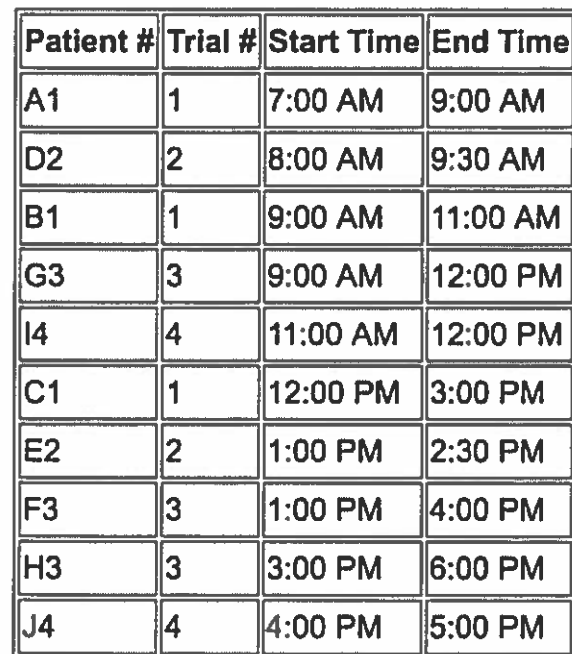 Patient # Trial # Start Time End Time
A1 1 7:00 AM 9:00 AM
D2 2 8:00 AM 9:30 AM
B1 1 9:00 AM 11:00 AM
G3 3 9:00 AM 12:00 PM
I4 4 11:00 AM 12:00 PM
C1 1 12:00 PM 3:00 PM
E2 2 1:00 PM 2:30 PM
F3 3 1:00 PM 4:00 PM
H3 3 3:00 PM 6:00 PM
J4 4 4:00 PM 5:00 PM